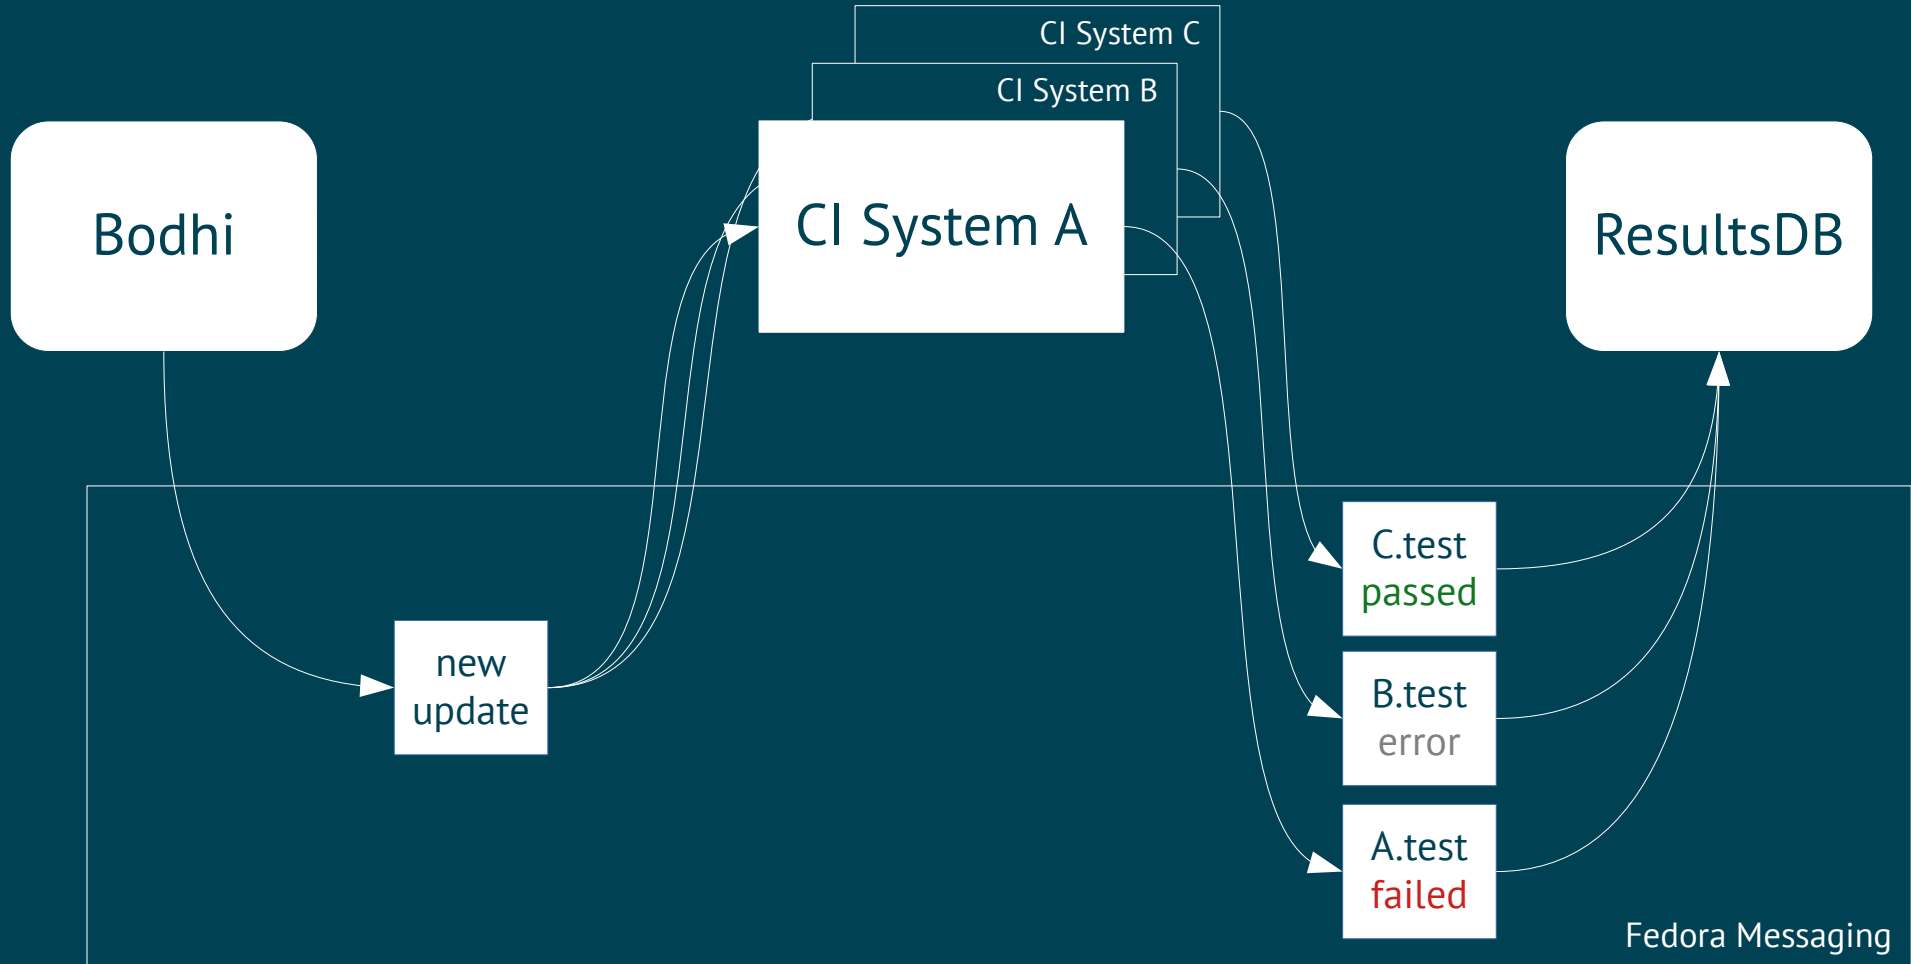 CI System C
CI System B
Bodhi
CI System A
ResultsDB
new
update
C.test
passed
B.test
error
A.test
failed
Fedora Messaging